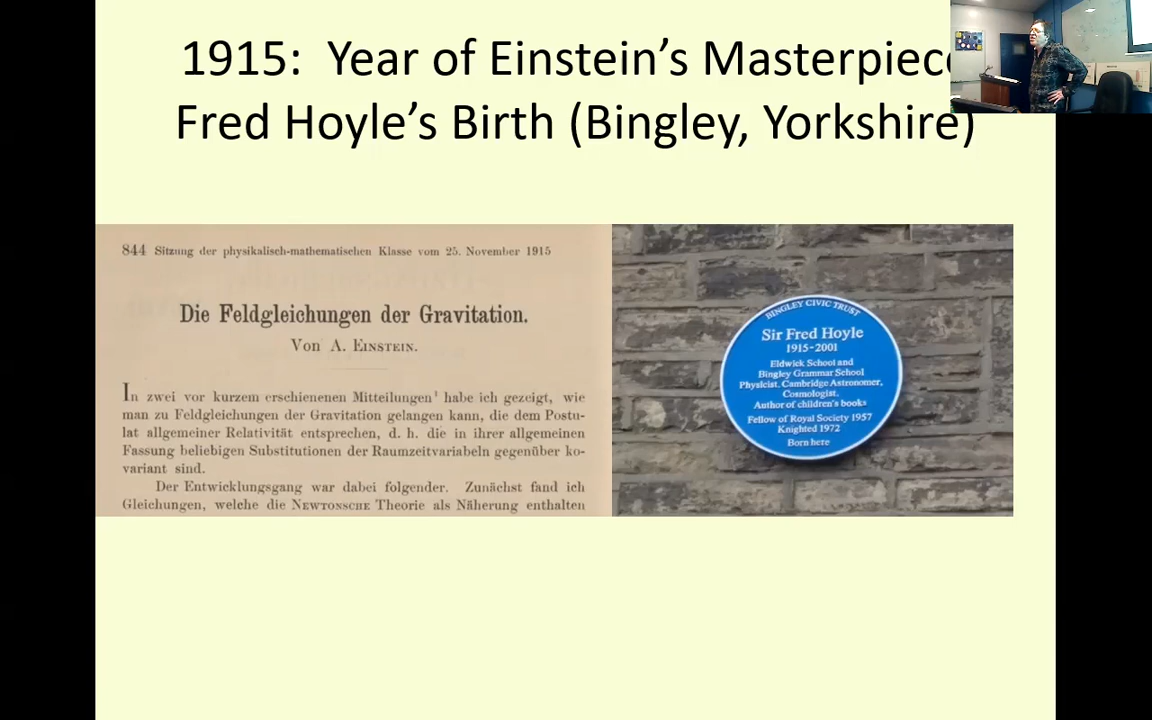 1915: Year of Einstein's Masterpiece
Fred Hoyle's Birth (Bingley, Yorkshire)
844 Sitzung der physikalisch-mathematischen Klasse vom 25. November 1915
Die Feldgleichungen der Gravitation.
Von A. EINSTEIN.
In zwei vor kurzem erschienenen Mitteilungen¹ habe ich gezeigt, wie
man zu Feldgleichungen der Gravitation gelangen kann, die dem Postu-
lat allgemeiner Relativität entsprechen, d. h. die in ihrer allgemeinen
Fassung beliebigen Substitutionen der Raumzeitvariabeln gegenüber ko-
variant sind.
Der Entwicklungsgang war dabei folgender. Zunächst fand ich
Gleichungen, welche die NEWTONSCHE Theorie als Näherung enthalten
BINGLEY CIVIC TRUST
Sir Fred Hoyle
1915-2001
Eldwick School and
Bingley Grammar School
Physicist, Cambridge Astronomer,
Cosmologist.
Author of children's books
Fellow of Royal Society 1957
Knighted 1972
Born here